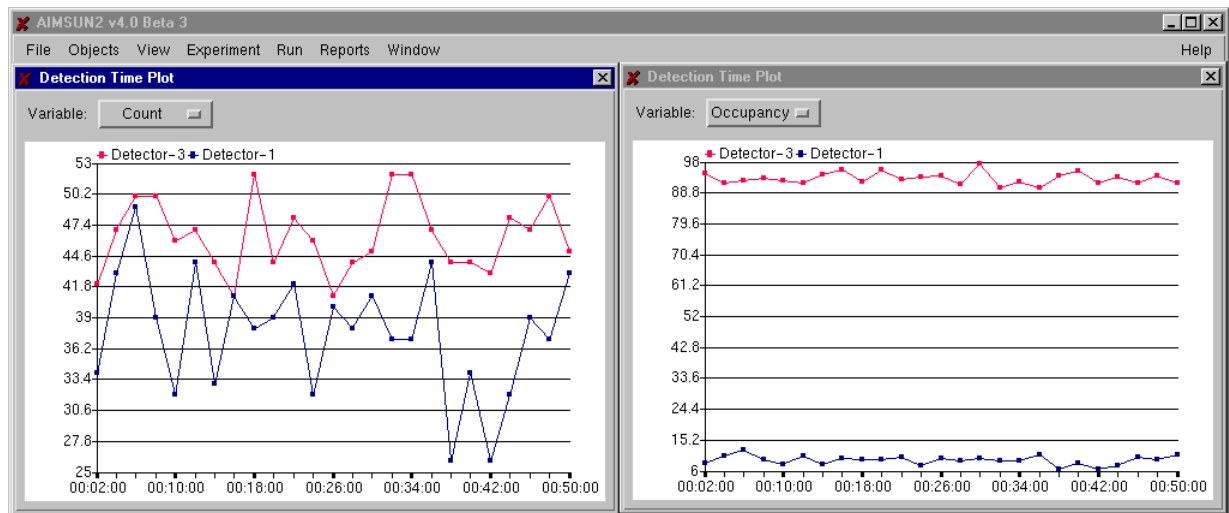 AIMSUN2 v4.0 Beta 3
File Objects View Experiment Run Reports Window Help
Detection Time Plot
Variable: Count
Detector-3 Detector-1
53
50.2
47.4
44.6
41.8
39
36.2
33.4
30.6
27.8
25
00:02:00 00:10:00 00:18:00 00:26:00 00:34:00 00:42:00 00:50:00
Detection Time Plot
Variable: Occupancy
Detector-3 Detector-1
98
88.8
79.6
70.4
61.2
52
42.8
33.6
24.4
15.2
6
00:02:00 00:10:00 00:18:00 00:26:00 00:34:00 00:42:00 00:50:00